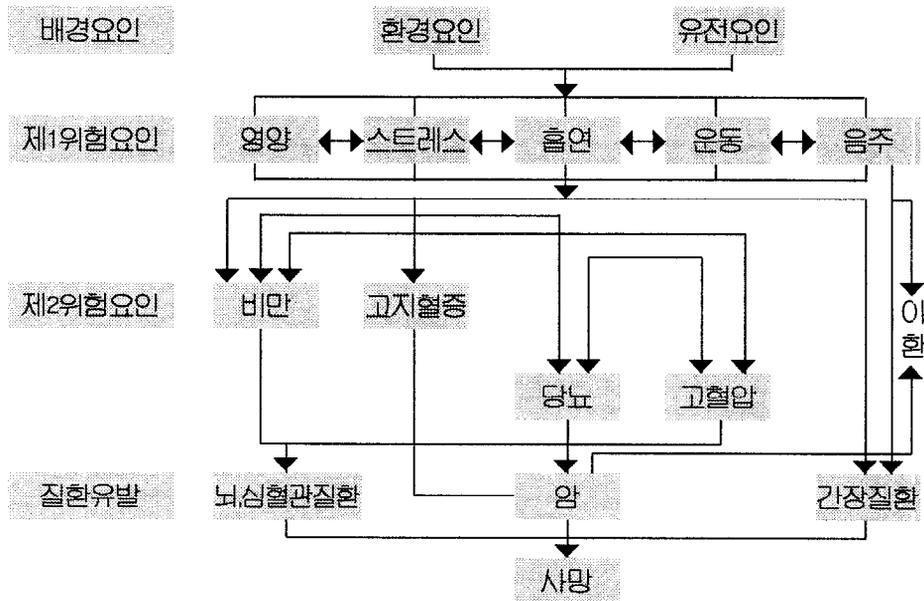 배경요인 환경요인 유전요인
제1위험요인 영양 스트레스 흡연 운동 음주
제2위험요인 비만 고지혈증 이환
당뇨 고혈압
질환유발 뇌,심혈관질환 암 간장질환
사망